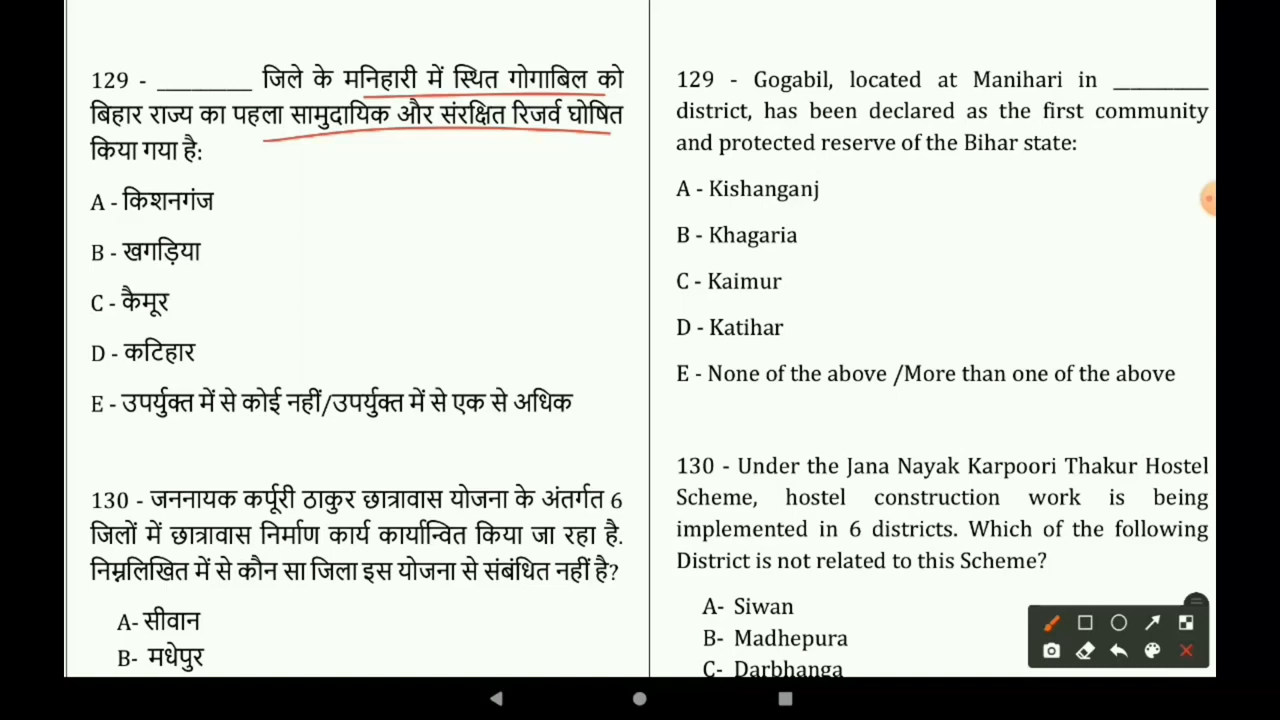 129 - _________ जिले के मनिहारी में स्थित गोगाबिल को
बिहार राज्य का पहला सामुदायिक और संरक्षित रिजर्व घोषित
किया गया है:
A - किशनगंज
B - खगड़िया
C - कैमूर
D - कटिहार
E - उपर्युक्त में से कोई नहीं/उपर्युक्त में से एक से अधिक
130 - जननायक कर्पूरी ठाकुर छात्रावास योजना के अंतर्गत 6
जिलों में छात्रावास निर्माण कार्य कार्यान्वित किया जा रहा है.
निम्नलिखित में से कौन सा जिला इस योजना से संबंधित नहीं है?
A- सीवान
B- मधेपुर
129 - Gogabil, located at Manihari in _________
district, has been declared as the first community
and protected reserve of the Bihar state:
A - Kishanganj
B - Khagaria
C - Kaimur
D - Katihar
E - None of the above /More than one of the above
130 - Under the Jana Nayak Karpoori Thakur Hostel
Scheme, hostel construction work is being
implemented in 6 districts. Which of the following
District is not related to this Scheme?
A- Siwan
B- Madhepura
C- Darbhanga